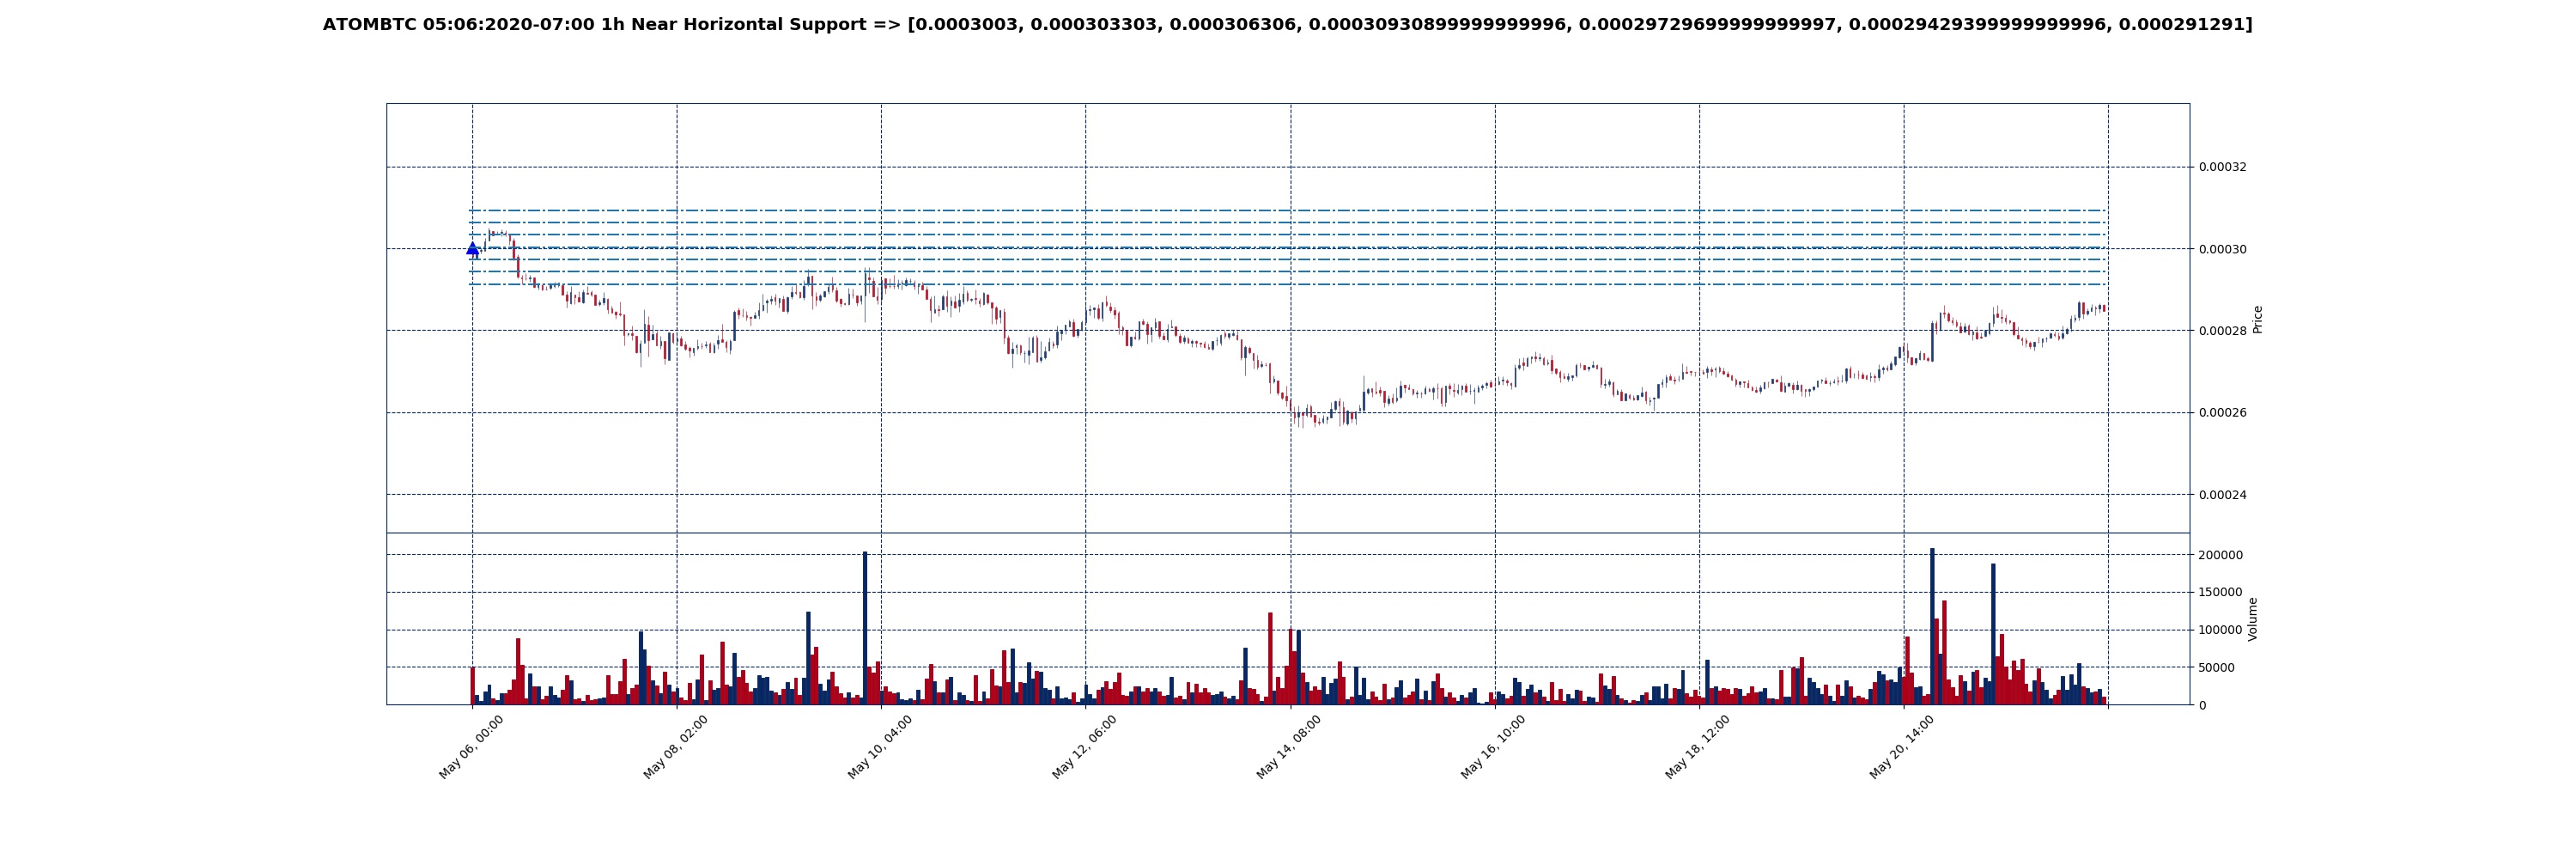 ATOMBTC 05:06:2020-07:00 1h Near Horizontal Support => [0.0003003, 0.000303303, 0.000306306, 0.00030930899999999996, 0.00029729699999999997, 0.00029429399999999996, 0.000291291]
0.00032
0.00030
0.00028
0.00026
0.00024
Price
200000
150000
100000
50000
0
Volume
May 06, 00:00
May 08, 02:00
May 10, 04:00
May 12, 06:00
May 14, 08:00
May 16, 10:00
May 18, 12:00
May 20, 14:00